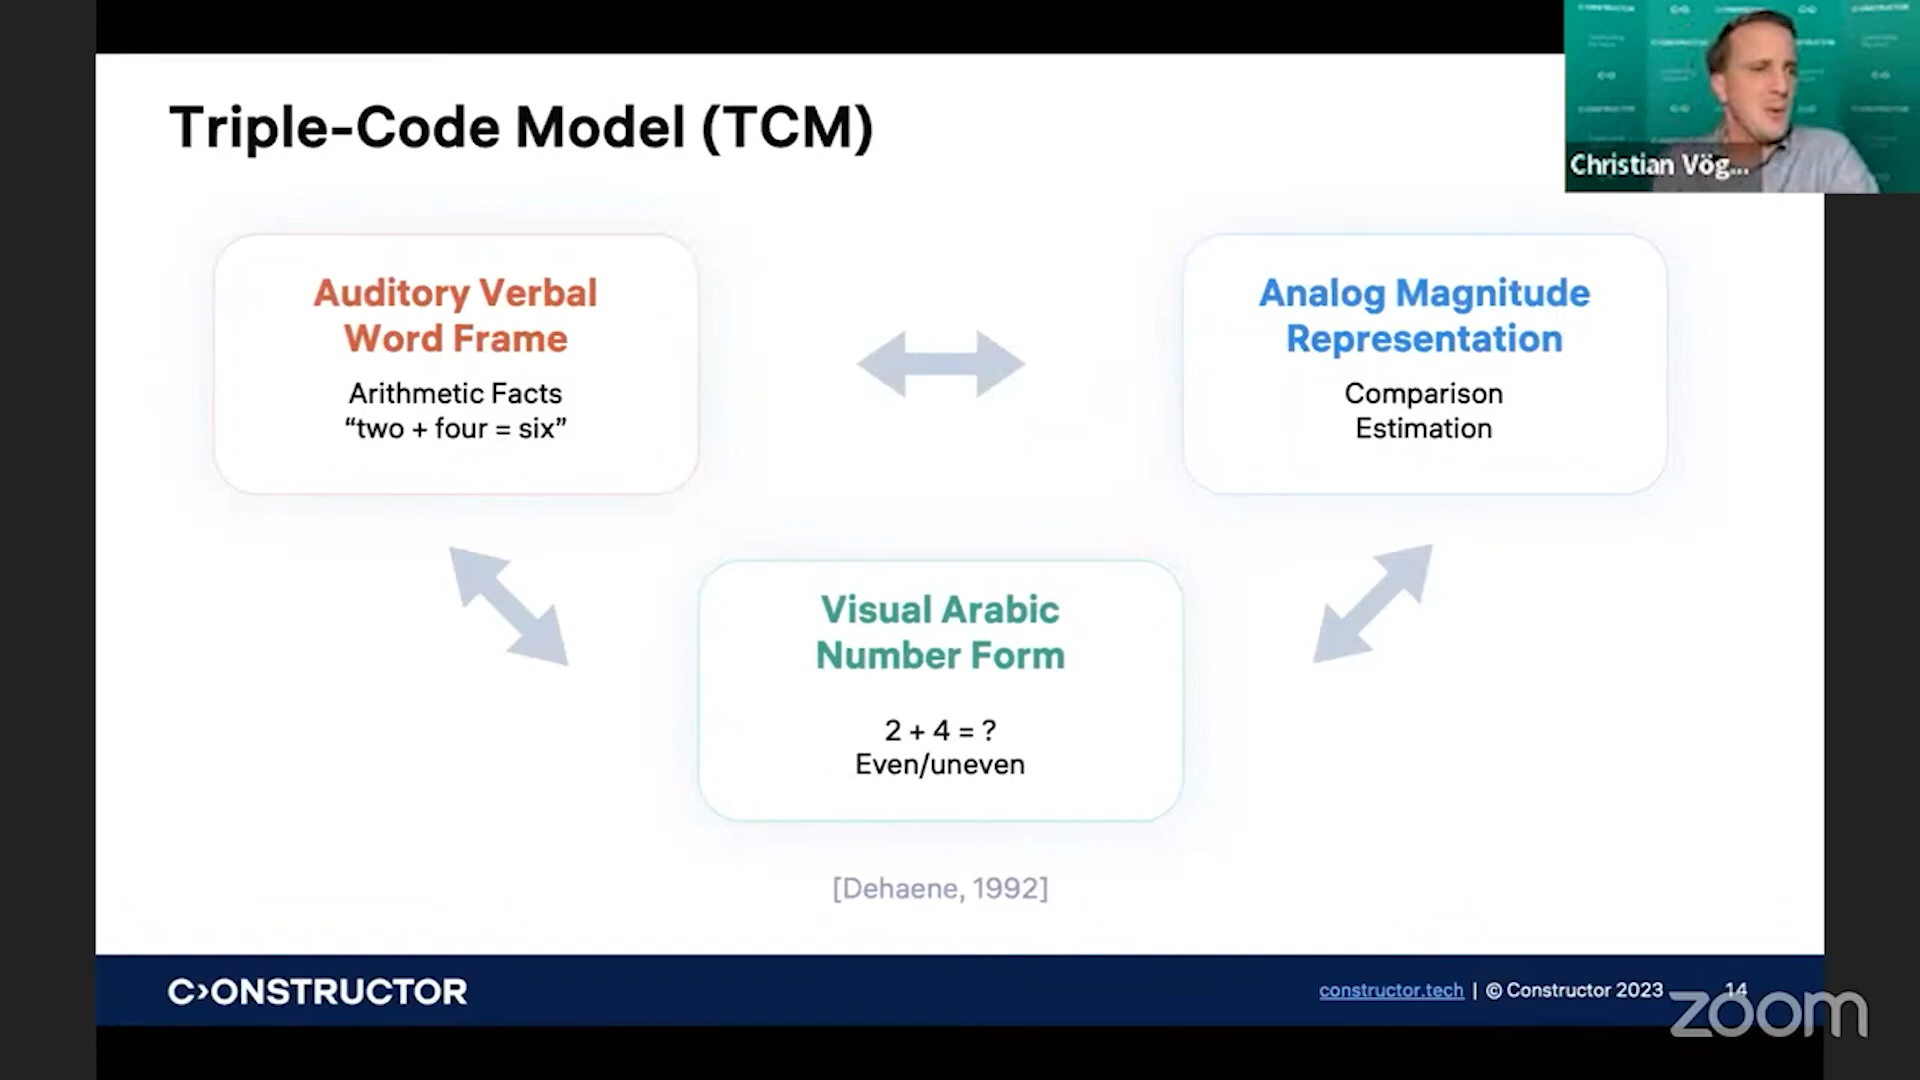 Triple-Code Model (TCM)
Christian Vög...
Auditory Verbal
Word Frame
Arithmetic Facts
“two + four = six”
Analog Magnitude
Representation
Comparison
Estimation
Visual Arabic
Number Form
2 + 4 = ?
Even/uneven
[Dehaene, 1992]
C›ONSTRUCTOR
constructor.tech | © Constructor 2023
14
zoom